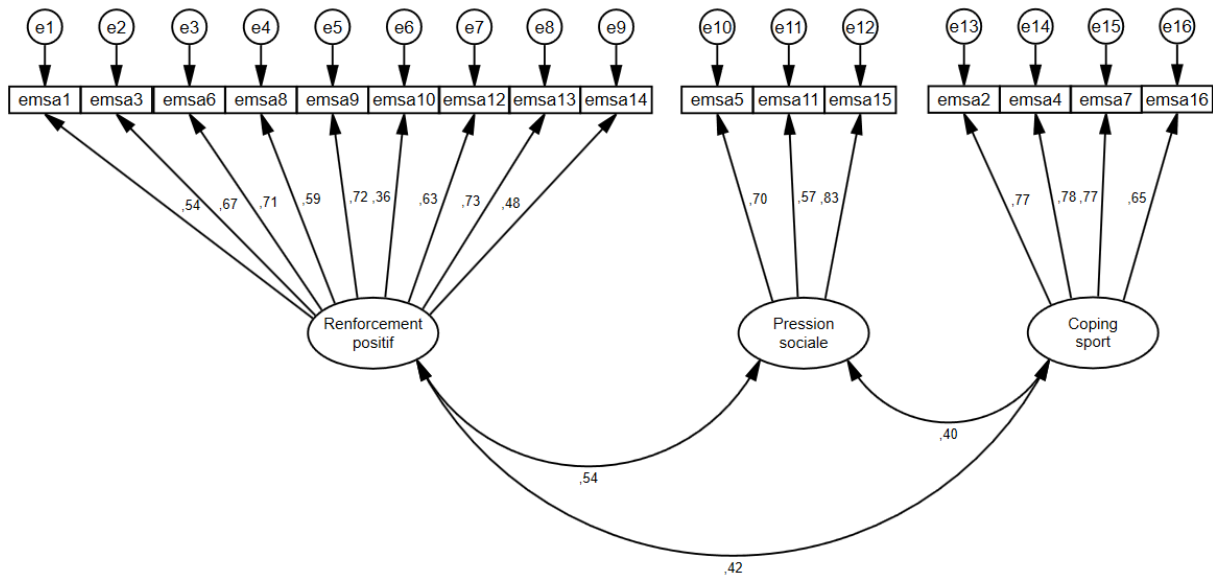 e1 e2 e3 e4 e5 e6 e7 e8 e9 e10 e11 e12 e13 e14 e15 e16
emsa1 emsa3 emsa6 emsa8 emsa9 emsa10 emsa12 emsa13 emsa14 emsa5 emsa11 emsa15 emsa2 emsa4 emsa7 emsa16
,54 ,67 ,71 ,59 ,72 ,36 ,63 ,73 ,48 ,70 ,57 ,83 ,77 ,78 ,77 ,65
Renforcement
positif
Pression
sociale
Coping
sport
,40
,54
,42